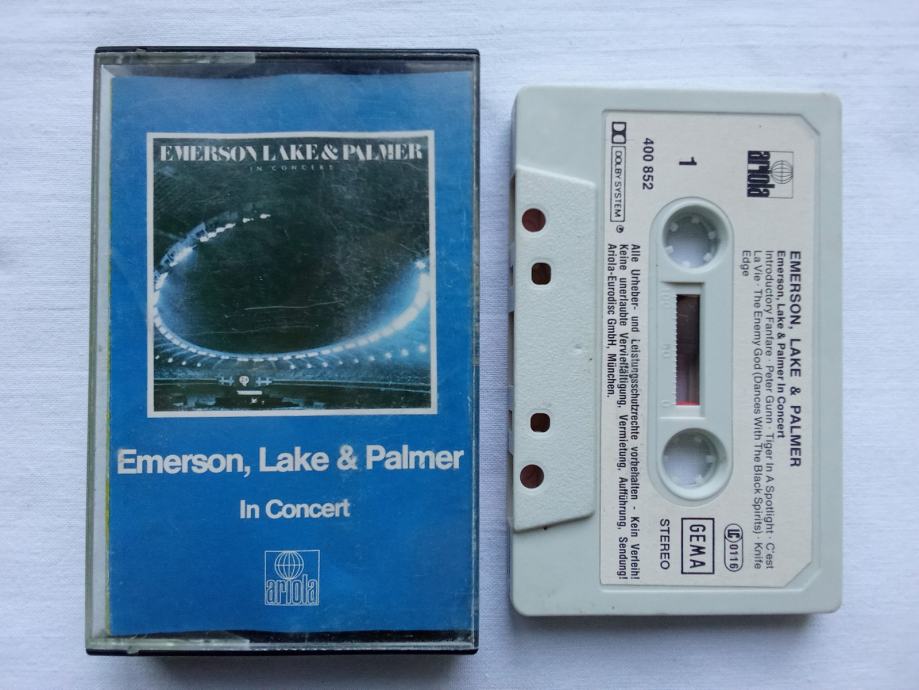 EMERSON LAKE & PALMER
IN CONCERT
Emerson, Lake & Palmer
In Concert
ariola
ariola
EMERSON, LAKE & PALMER
Emerson, Lake & Palmer In Concert
Introductory Fanfare · Peter Gunn · Tiger In A Spotlight · C'est
La Vie · The Enemy God (Dances With The Black Spirits) · Knife
Edge
1
400 852
DOLBY SYSTEM
LC 0116
GEMA
STEREO
100 50 0
Alle Urheber- und Leistungsschutzrechte vorbehalten - Kein Verleih!
Keine unerlaubte Vervielfältigung, Vermietung, Aufführung, Sendung!
℗ Ariola-Eurodisc GmbH, München.